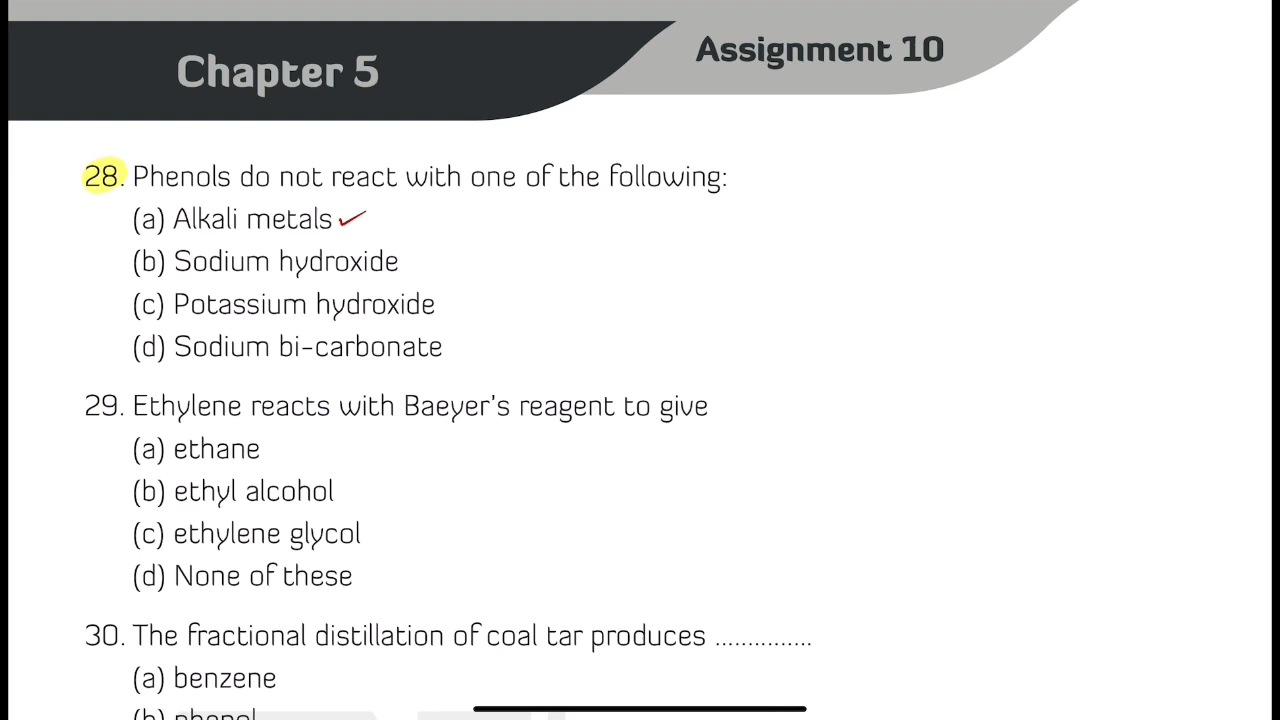 Chapter 5
Assignment 10
28. Phenols do not react with one of the following:
(a) Alkali metals
(b) Sodium hydroxide
(c) Potassium hydroxide
(d) Sodium bi-carbonate
29. Ethylene reacts with Baeyer's reagent to give
(a) ethane
(b) ethyl alcohol
(c) ethylene glycol
(d) None of these
30. The fractional distillation of coal tar produces ...............
(a) benzene
(b) phenol